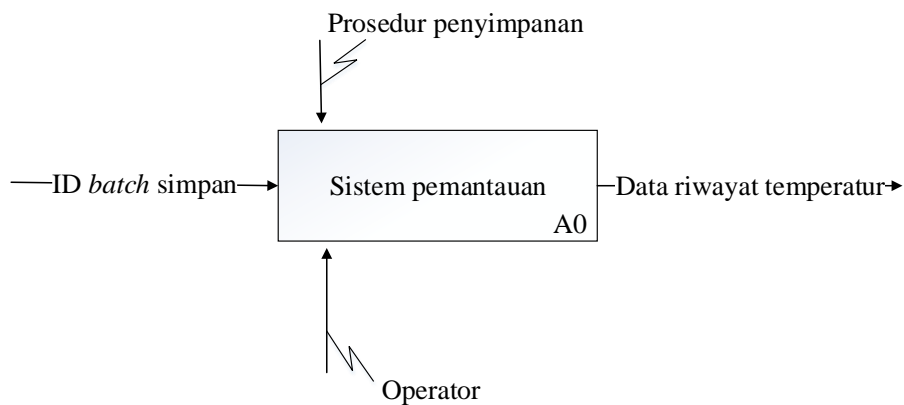 Prosedur penyimpanan
ID batch simpan
Sistem pemantauan
Data riwayat temperatur
A0
Operator